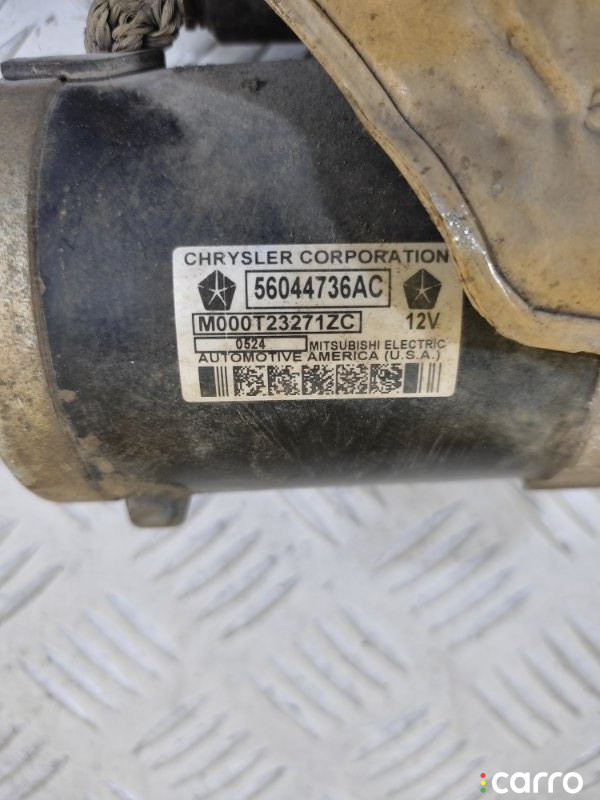 CHRYSLER CORPORATION
56044736AC
M000T23271ZC 12V
0524 MITSUBISHI ELECTRIC
AUTOMOTIVE AMERICA (U.S.A.)
carro